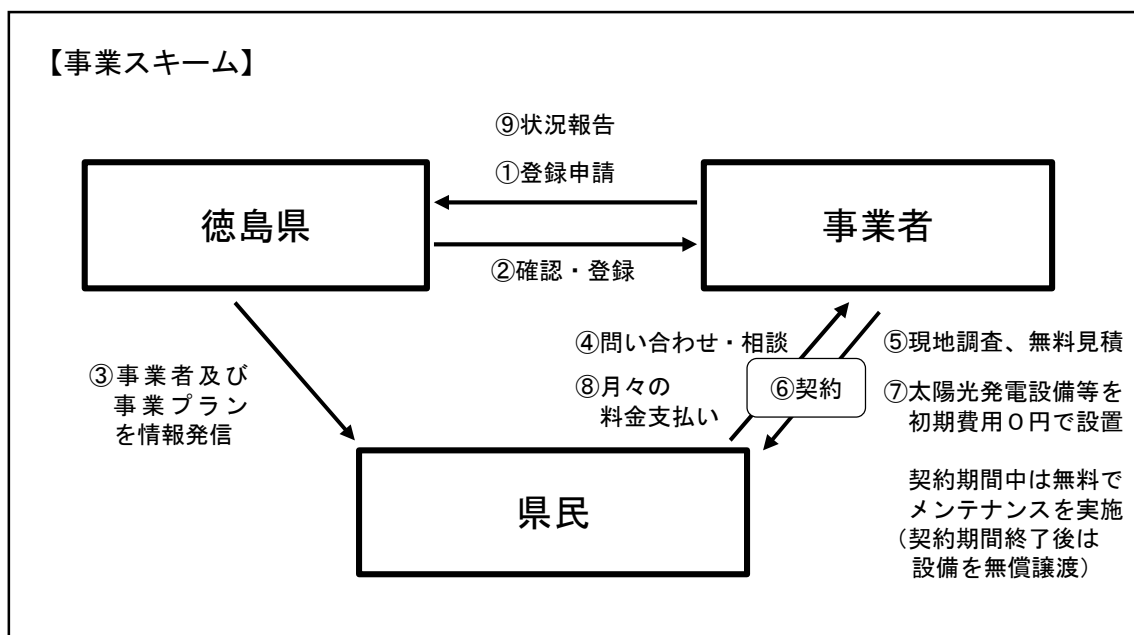 【事業スキーム】
⑨状況報告
①登録申請
徳島県
事業者
②確認・登録
③事業者及び
事業プラン
を情報発信
④問い合わせ・相談
⑧月々の
料金支払い
⑥契約
⑤現地調査、無料見積
⑦太陽光発電設備等を
初期費用0円で設置
契約期間中は無料で
メンテナンスを実施
(契約期間終了後は
設備を無償譲渡)
県民